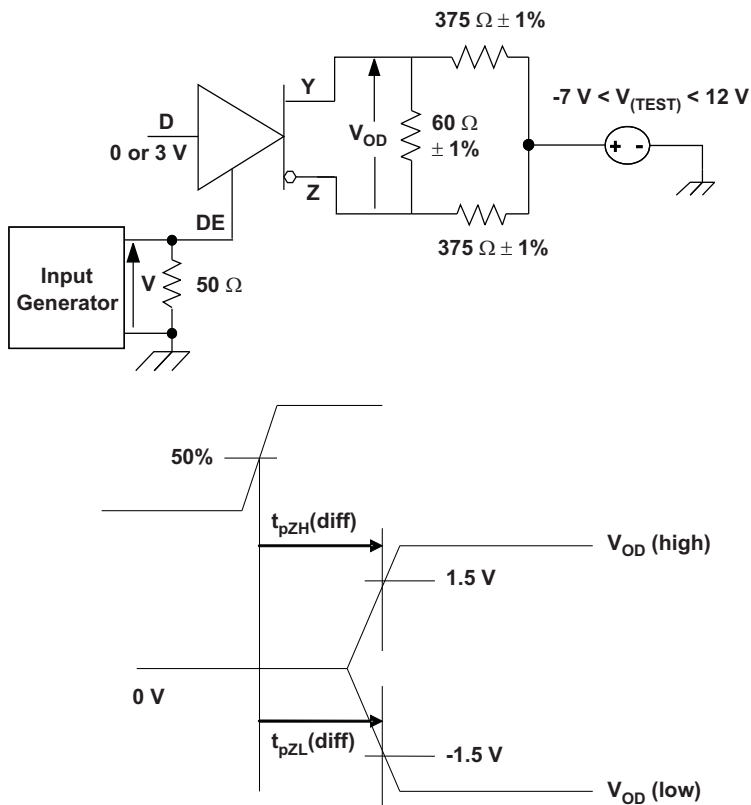 375 Ω ± 1%
Y
-7 V < V(TEST) < 12 V
D
VOD
60 Ω
± 1%
0 or 3 V
+ -
Z
DE
375 Ω ± 1%
Input
Generator
V
50 Ω
50%
tpZH(diff)
VOD (high)
1.5 V
0 V
tpZL(diff)
-1.5 V
VOD (low)